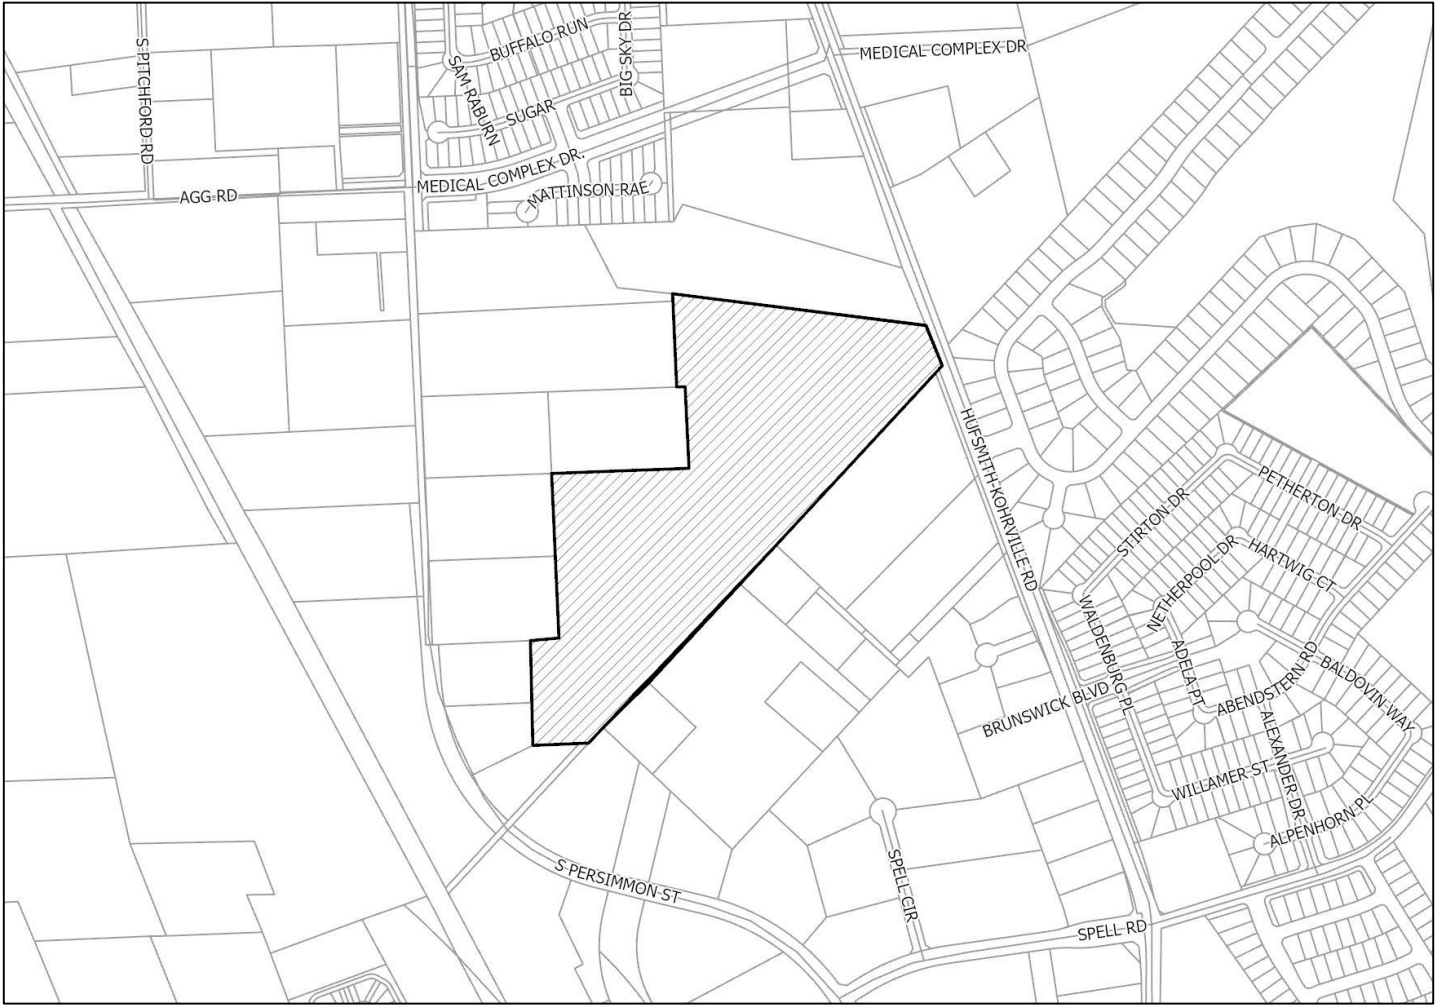 BUFFALO RUN
BIG SKY DR
MEDICAL COMPLEX DR
S PITCHFORD RD
SAM RABURN
SUGAR
MEDICAL COMPLEX DR.
AGG RD
MATTINSON RAE
HUFSMITH-KOHRVILLE RD
PETHERTON DR
STIRTON DR
HARTWIG CT
NETHERPOOL DR
WALDENBURG PL
ADELA PT
ABENDSTERN RD
BALDOVIN WAY
BRUNSWICK BLVD
ALEXANDER DR
WILLAMER ST
ALPENHORN PL
S PERSIMMON ST
SPELL CIR
SPELL RD